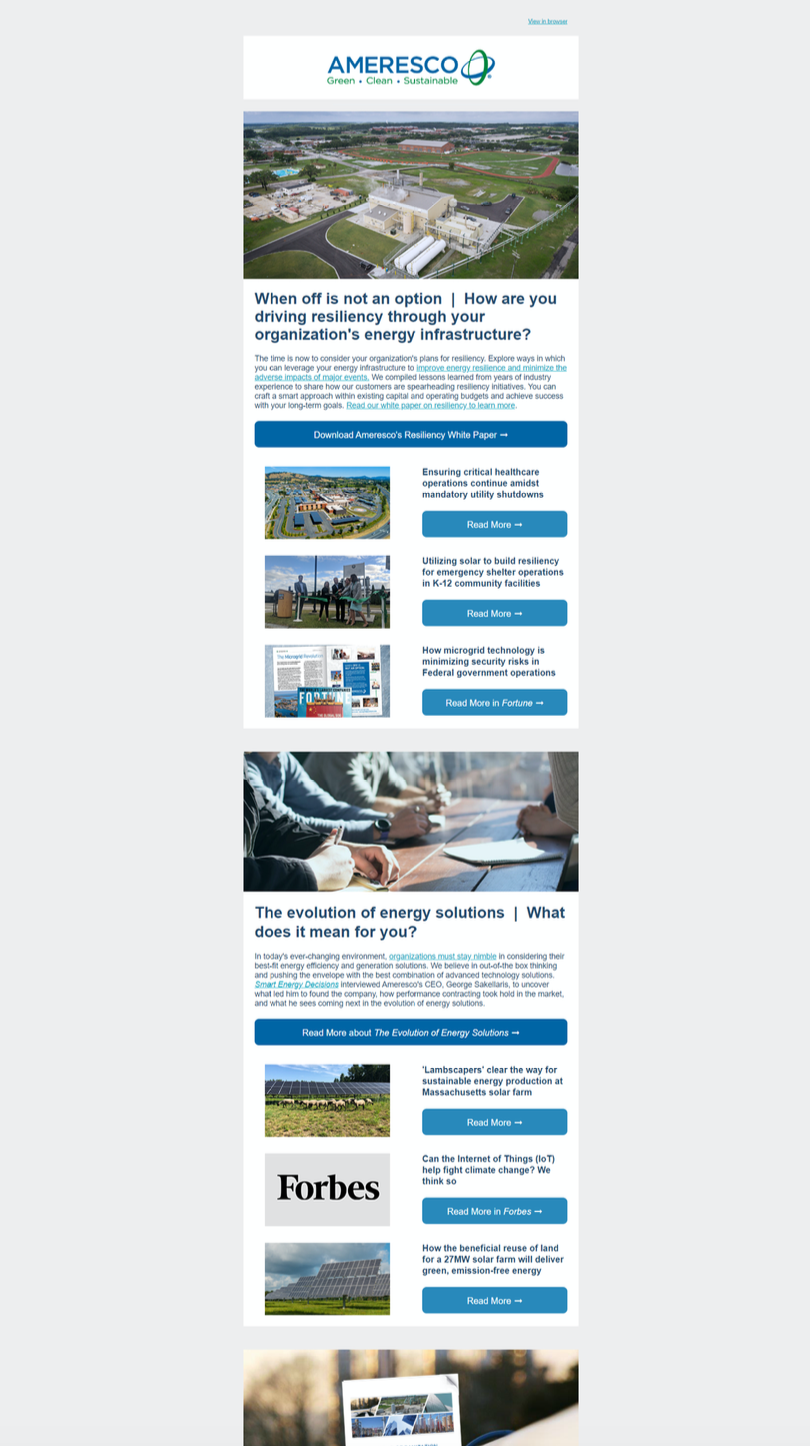 View in browser
AMERESCO
Green • Clean • Sustainable
When off is not an option | How are you
driving resiliency through your
organization's energy infrastructure?
The time is now to consider your organization's plans for resiliency. Explore ways in which
you can leverage your energy infrastructure to improve energy resilience and minimize the
adverse impacts of major events. We compiled lessons learned from years of industry
experience to share how our customers are spearheading resiliency initiatives. You can
craft a smart approach within existing capital and operating budgets and achieve success
with your long-term goals. Read our white paper on resiliency to learn more.
Download Ameresco's Resiliency White Paper →
Ensuring critical healthcare
operations continue amidst
mandatory utility shutdowns
Read More →
Utilizing solar to build resiliency
for emergency shelter operations
in K-12 community facilities
Read More →
The Microgrid
FORTUNE
How microgrid technology is
minimizing security risks in
Federal government operations
Read More in Fortune →
The evolution of energy solutions | What
does it mean for you?
In today's ever-changing environment, organizations must stay nimble in considering their
best-fit energy efficiency and generation solutions. We believe in out-of-the box thinking
and pushing the envelope with the best combination of advanced technology solutions.
Smart Energy Decisions interviewed Ameresco's CEO, George Sakellaris, to uncover
what led him to found the company, how performance contracting took hold in the market,
and what he sees coming next in the evolution of energy solutions.
Read More about The Evolution of Energy Solutions →
'Lambscapers' clear the way for
sustainable energy production at
Massachusetts solar farm
Read More →
Forbes
Can the Internet of Things (IoT)
help fight climate change? We
think so
Read More in Forbes →
How the beneficial reuse of land
for a 27MW solar farm will deliver
green, emission-free energy
Read More →